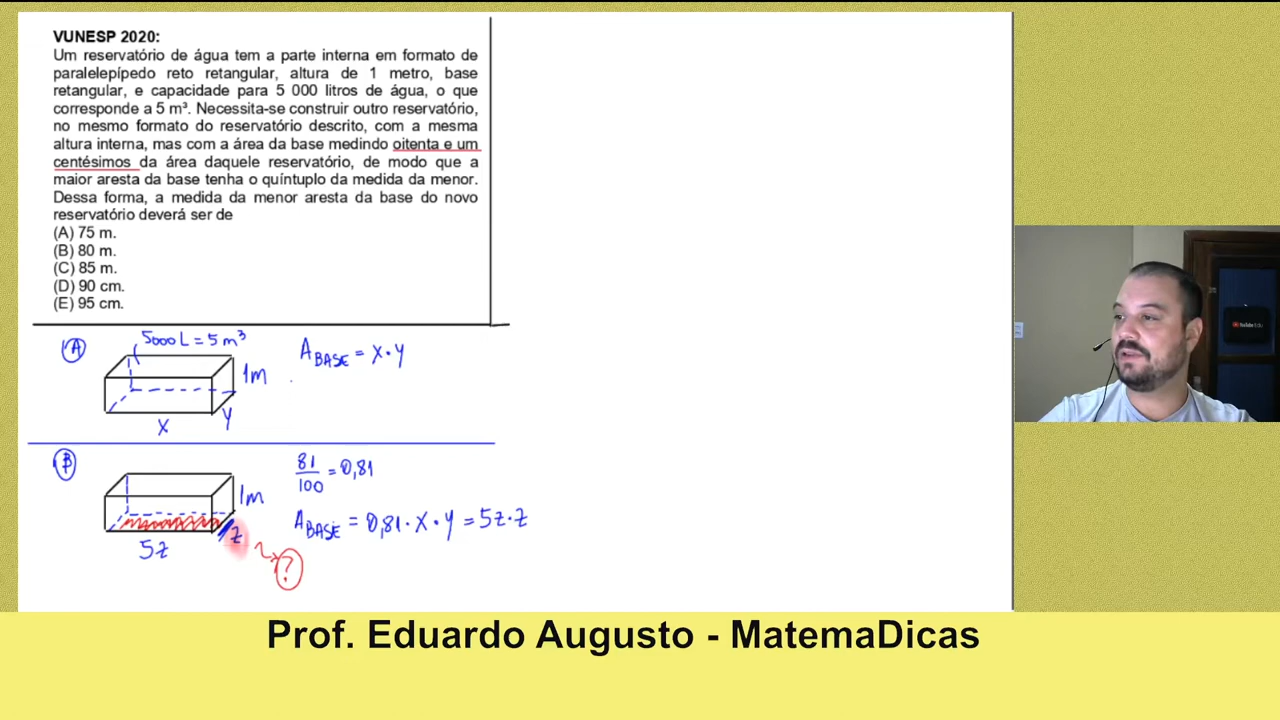 VUNESP 2020:
Um reservatório de água tem a parte interna em formato de
paralelepípedo reto retangular, altura de 1 metro, base
retangular, e capacidade para 5 000 litros de água, o que
corresponde a 5 m³. Necessita-se construir outro reservatório,
no mesmo formato do reservatório descrito, com a mesma
altura interna, mas com a área da base medindo oitenta e um
centésimos da área daquele reservatório, de modo que a
maior aresta da base tenha o quíntuplo da medida da menor.
Dessa forma, a medida da menor aresta da base do novo
reservatório deverá ser de
(A) 75 m.
(B) 80 m.
(C) 85 m.
(D) 90 cm.
(E) 95 cm.
A
5000 L = 5 m³
1m
x
y
A BASE = x · y
B
1m
5z
z
?
81/100 = 0,81
A BASE = 0,81 · x · y = 5z · z
Prof. Eduardo Augusto - MatemaDicas